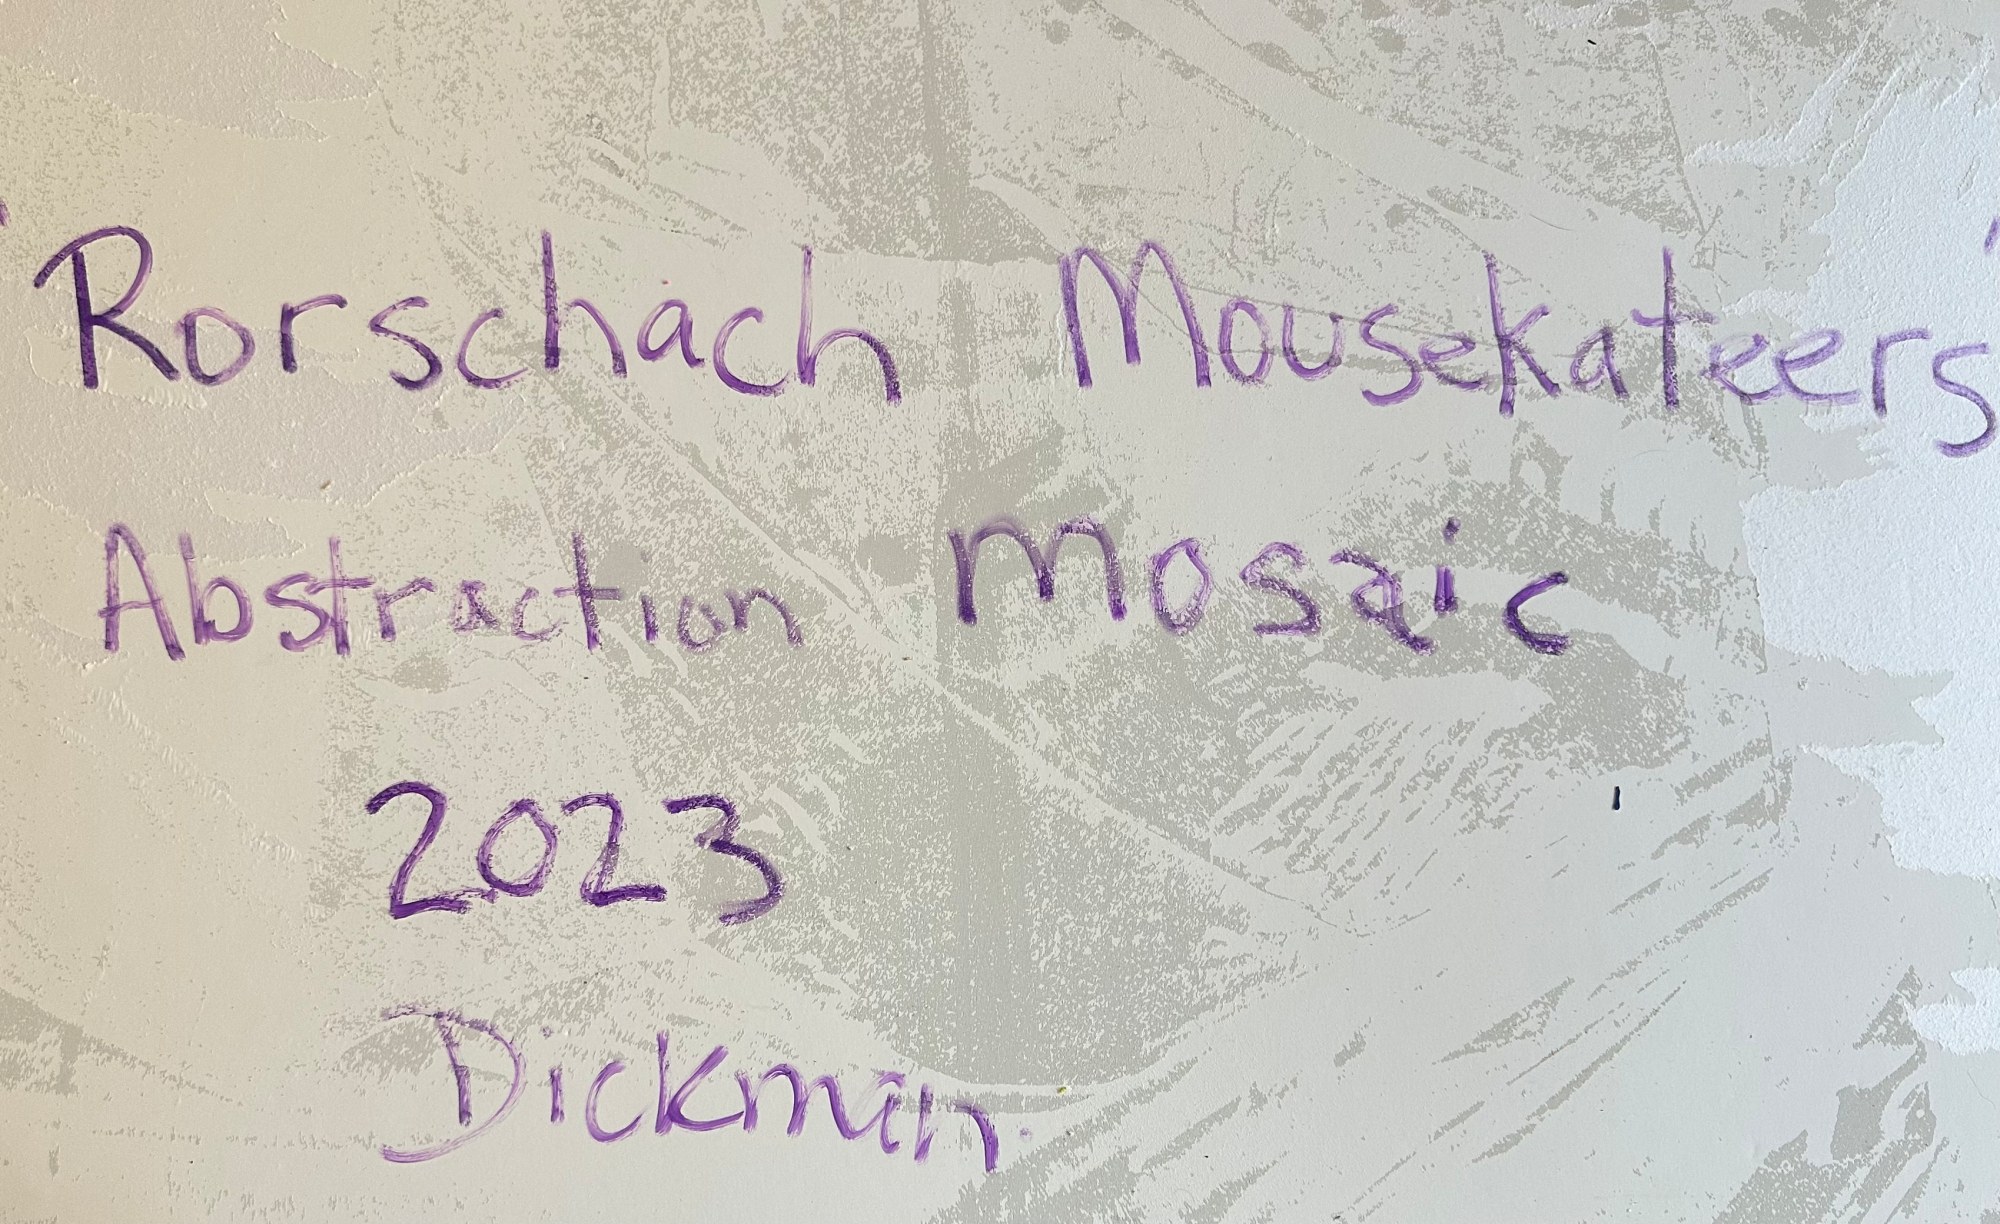 "Rorschach Mousekateers"
Abstraction Mosaic
2023
Dickman